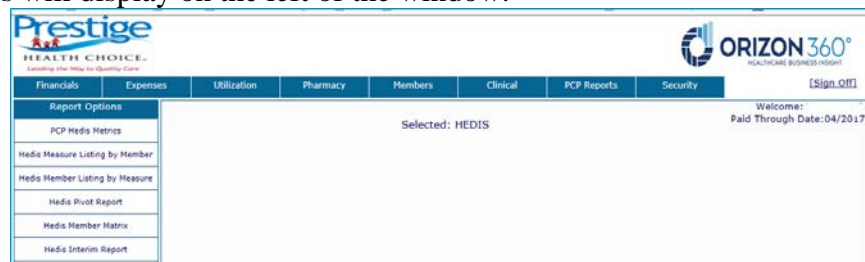 s will display on the left of the window.
Prestige
HEALTH CHOICE
Leading the Way to Quality Care
ORIZON 360°
HEALTHCARE BUSINESS INSIGHT
Financials Expenses Utilization Pharmacy Members Clinical PCP Reports Security [Sign Off]
Report Options
Selected: HEDIS
Welcome:
Paid Through Date:04/2017
PCP Hedis Metrics
Hedis Measure Listing by Member
Hedis Member Listing by Measure
Hedis Pivot Report
Hedis Member Matrix
Hedis Interim Report